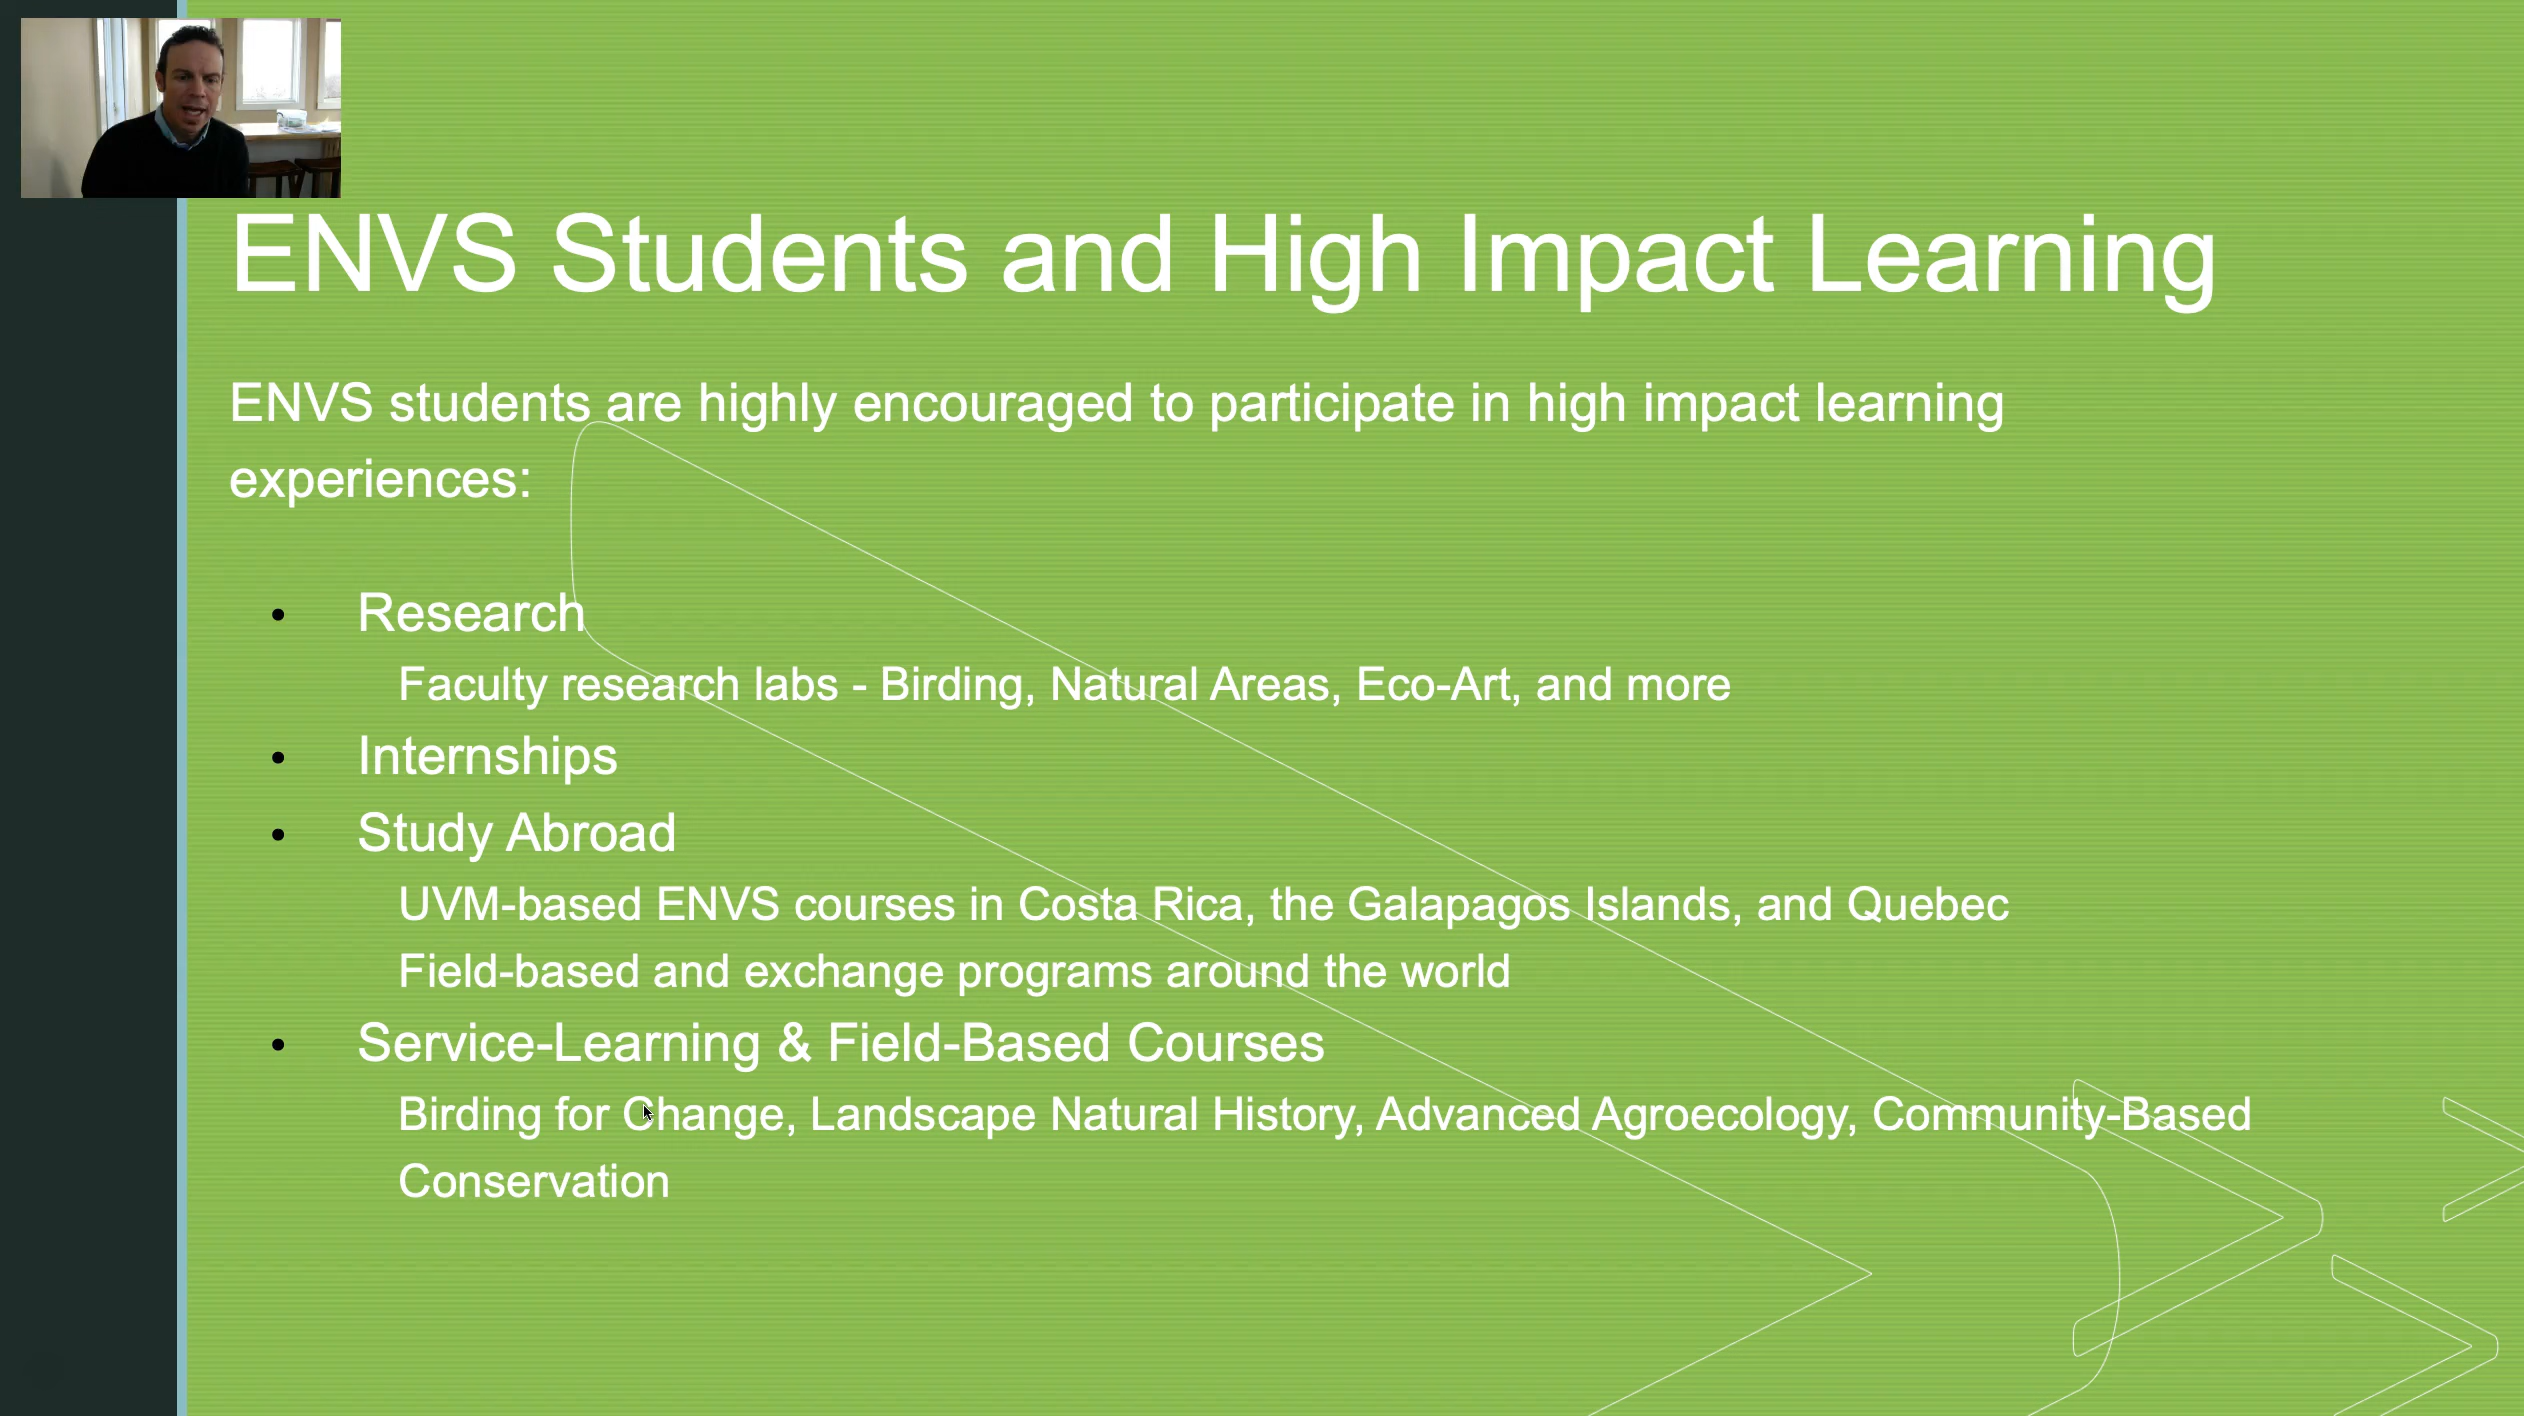 ENVS Students and High Impact Learning
ENVS students are highly encouraged to participate in high impact learning
experiences:
• Research
Faculty research labs - Birding, Natural Areas, Eco-Art, and more
• Internships
• Study Abroad
UVM-based ENVS courses in Costa Rica, the Galapagos Islands, and Quebec
Field-based and exchange programs around the world
• Service-Learning & Field-Based Courses
Birding for Change, Landscape Natural History, Advanced Agroecology, Community-Based
Conservation